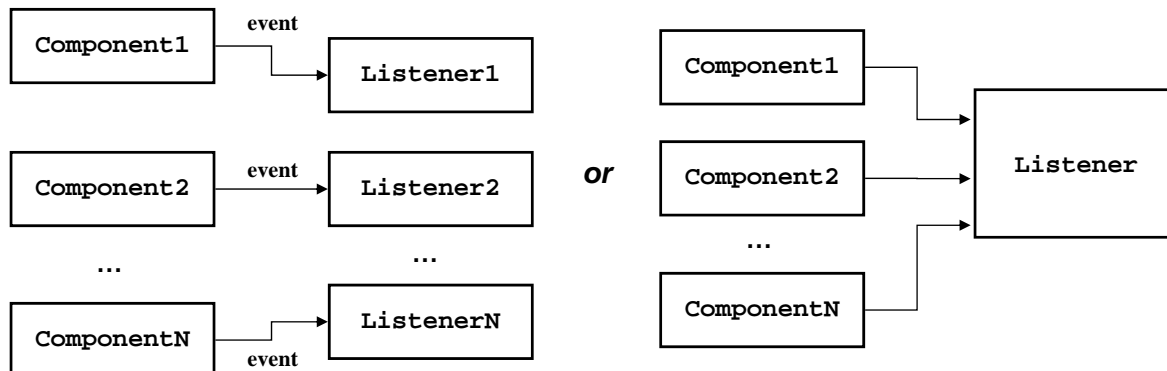 event
Component1
Listener1
Component2
event
Listener2
...
...
ComponentN
event
ListenerN
or
Component1
Component2
...
ComponentN
Listener